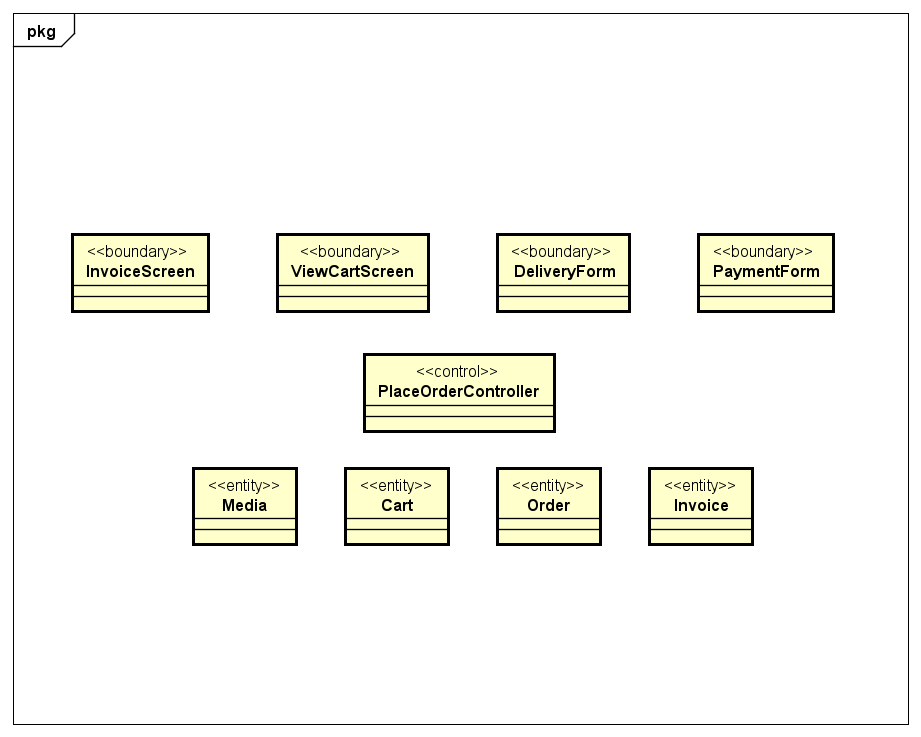 pkg
<<boundary>>
InvoiceScreen
<<boundary>>
ViewCartScreen
<<boundary>>
DeliveryForm
<<boundary>>
PaymentForm
<<control>>
PlaceOrderController
<<entity>>
Media
<<entity>>
Cart
<<entity>>
Order
<<entity>>
Invoice